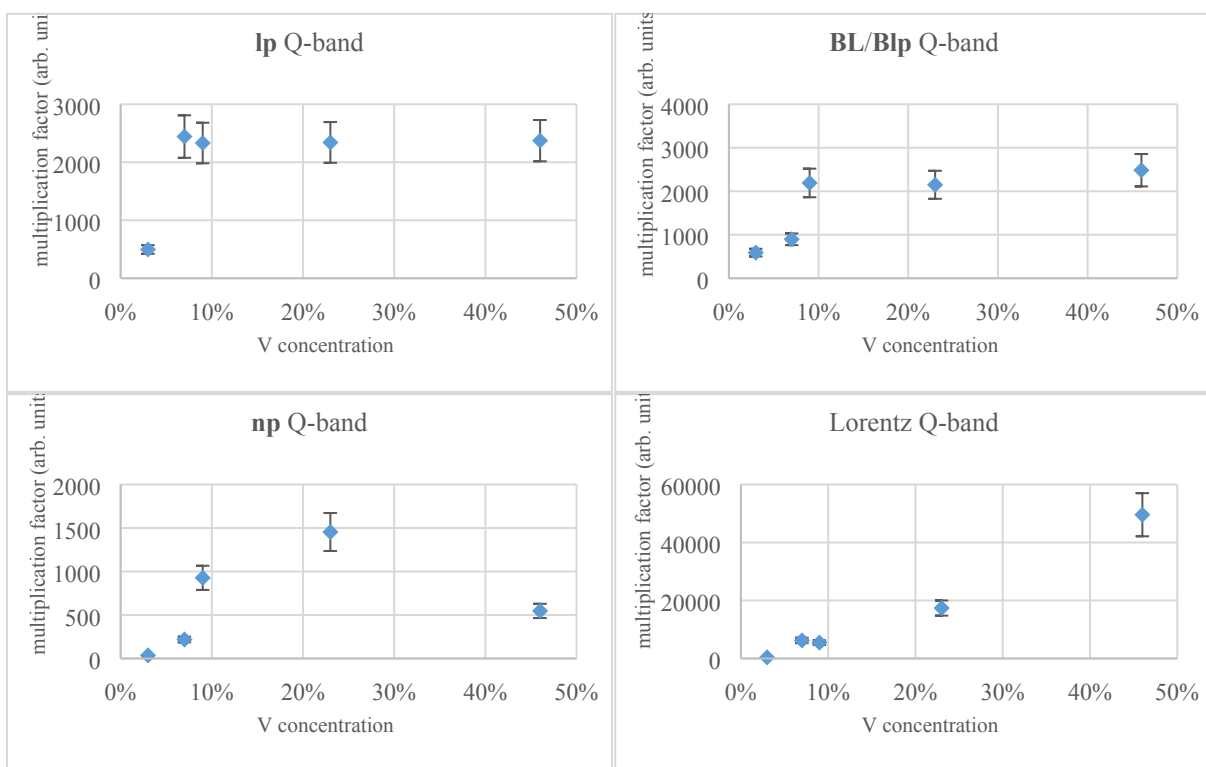 lp Q-band
multiplication factor (arb. units
3000
2000
1000
0
0% 10% 20% 30% 40% 50%
V concentration
BL/Blp Q-band
multiplication factor (arb. units
4000
3000
2000
1000
0
0% 10% 20% 30% 40% 50%
V concentration
np Q-band
multiplication factor (arb. units
2000
1500
1000
500
0
0% 10% 20% 30% 40% 50%
V concentration
Lorentz Q-band
multiplication factor (arb. unit
60000
40000
20000
0
0% 10% 20% 30% 40% 50%
V concentration